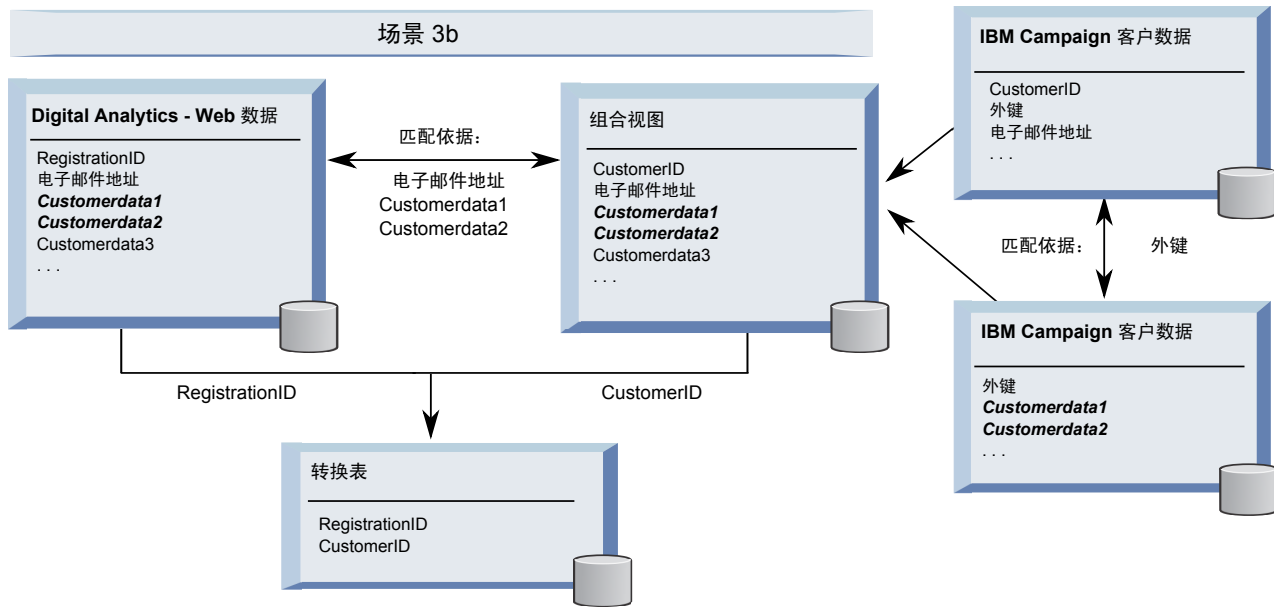 场景 3b
Digital Analytics - Web 数据
RegistrationID
电子邮件地址
Customerdata1
Customerdata2
Customerdata3
. . .
匹配依据：
电子邮件地址
Customerdata1
Customerdata2
组合视图
CustomerID
电子邮件地址
Customerdata1
Customerdata2
Customerdata3
. . .
IBM Campaign 客户数据
CustomerID
外键
电子邮件地址
. . .
匹配依据： 外键
IBM Campaign 客户数据
外键
Customerdata1
Customerdata2
. . .
RegistrationID
CustomerID
转换表
RegistrationID
CustomerID